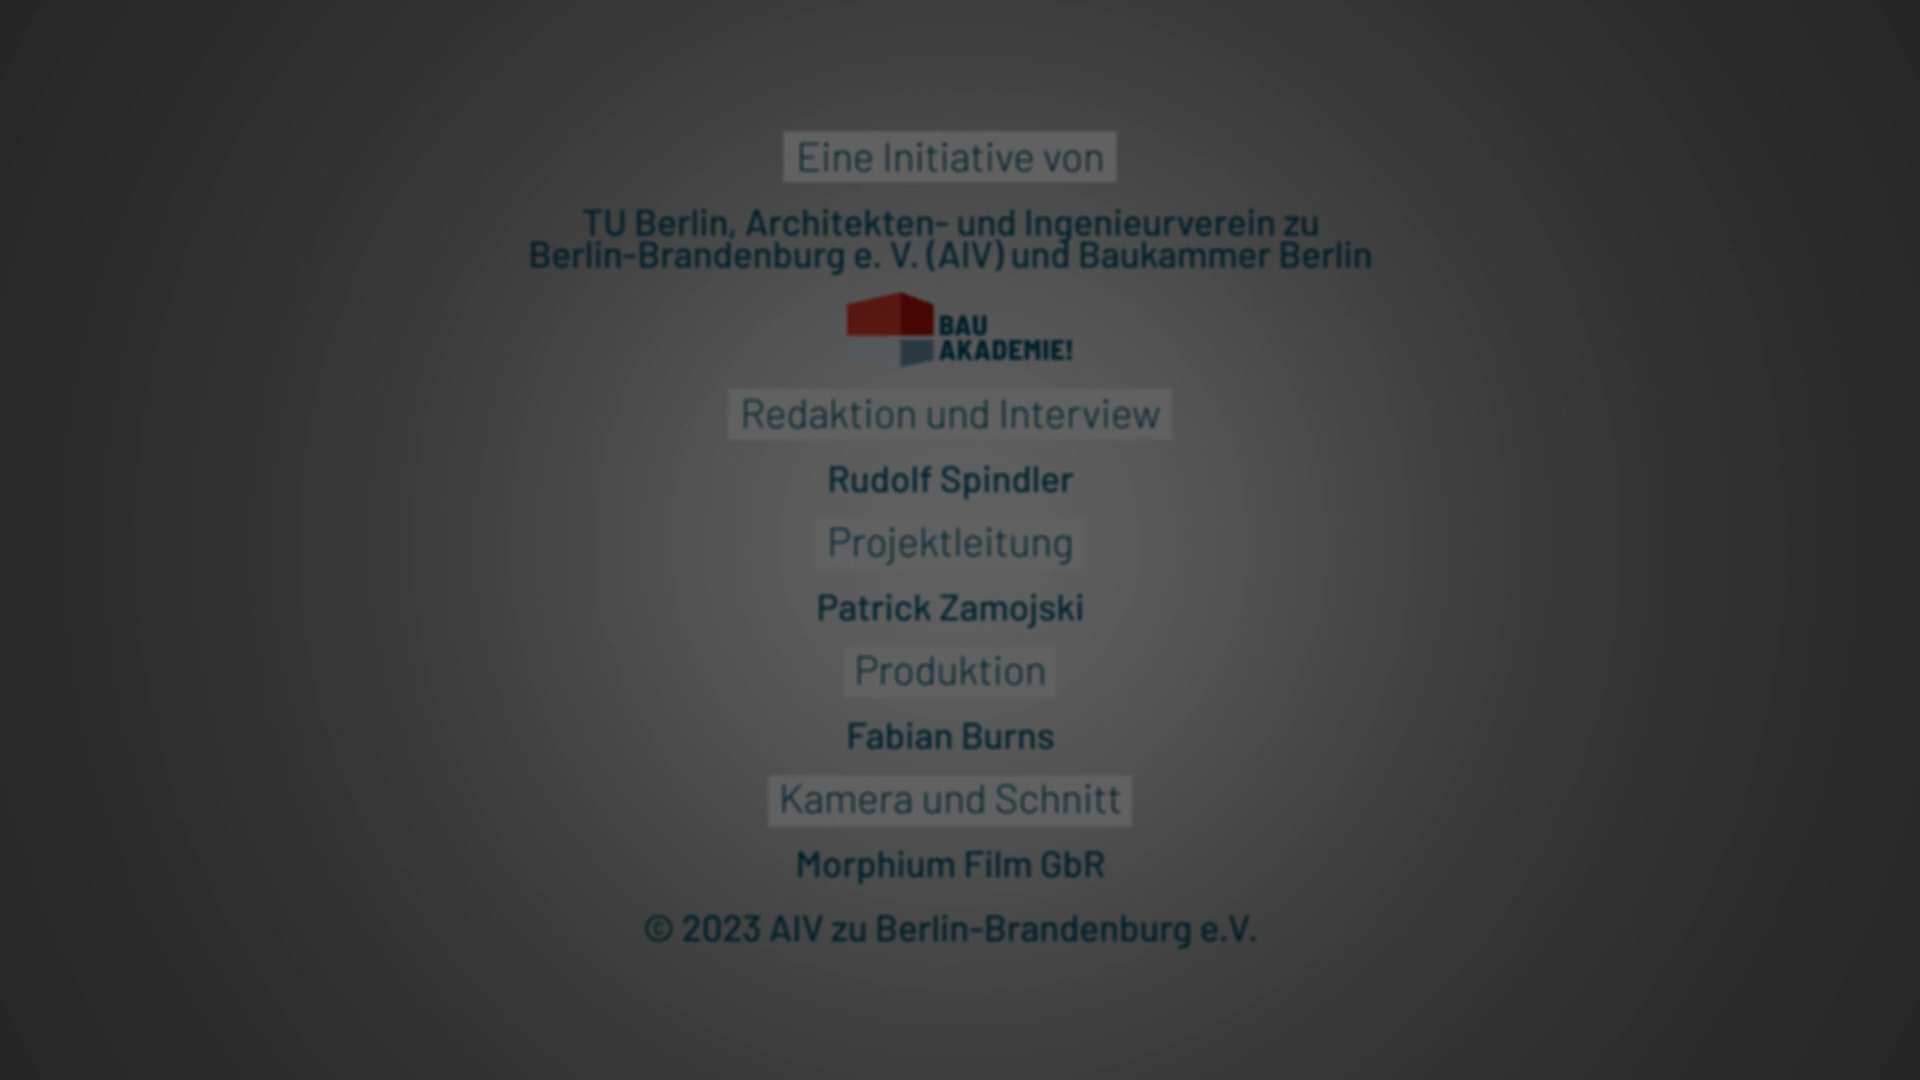 Eine Initiative von
TU Berlin, Architekten- und Ingenieurverein zu
Berlin-Brandenburg e. V. (AIV) und Baukammer Berlin
BAU
AKADEMIE!
Redaktion und Interview
Rudolf Spindler
Projektleitung
Patrick Zamojski
Produktion
Fabian Burns
Kamera und Schnitt
Morphium Film GbR
© 2023 AIV zu Berlin-Brandenburg e.V.